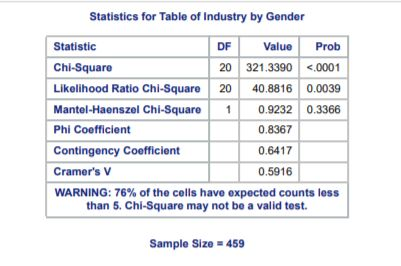 Statistics for Table of Industry by Gender
Statistic DF Value Prob
Chi-Square 20 321.3390 <.0001
Likelihood Ratio Chi-Square 20 40.8816 0.0039
Mantel-Haenszel Chi-Square 1 0.9232 0.3366
Phi Coefficient 0.8367
Contingency Coefficient 0.6417
Cramer's V 0.5916
WARNING: 76% of the cells have expected counts less
than 5. Chi-Square may not be a valid test.
Sample Size = 459